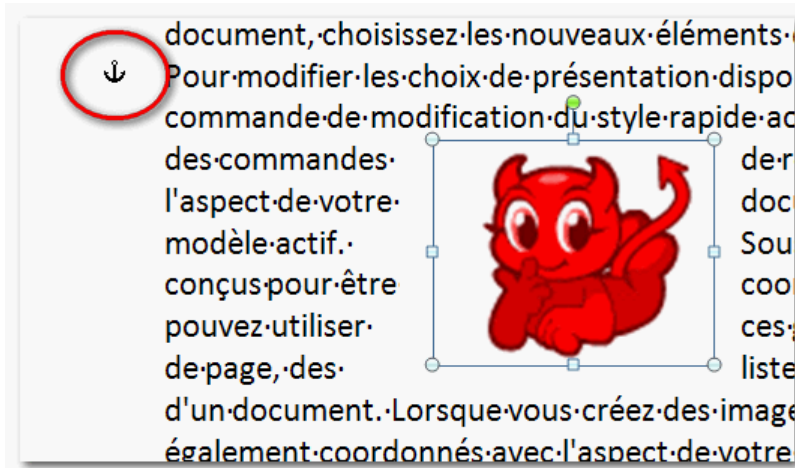 document, choisissez les nouveaux éléments
Pour modifier les choix de présentation dispo
commande de modification du style rapide ac
des commandes de r
l'aspect de votre docu
modèle actif. Sou
conçus pour être coor
pouvez utiliser ces
de page, des liste
d'un document. Lorsque vous créez des image
également coordonnés avec l'aspect de votre